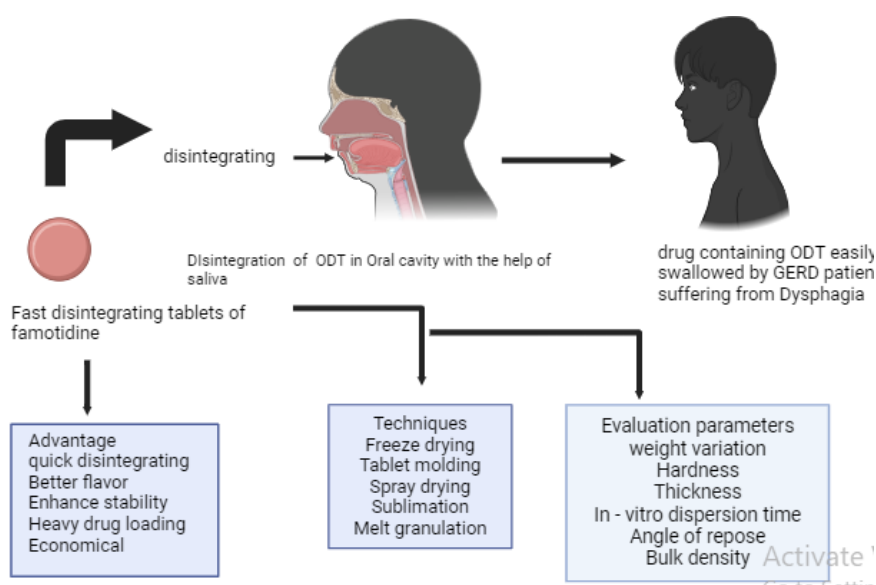 disintegrating
DIsintegration of ODT in Oral cavity with the help of
saliva
drug containing ODT easily
swallowed by GERD patien
suffering from Dysphagia
Fast disintegrating tablets of
famotidine
Advantage
quick disintegrating
Better flavor
Enhance stability
Heavy drug loading
Economical
Techniques
Freeze drying
Tablet molding
Spray drying
Sublimation
Melt granulation
Evaluation parameters
weight variation
Hardness
Thickness
In - vitro dispersion time
Angle of repose
Bulk density
Activate